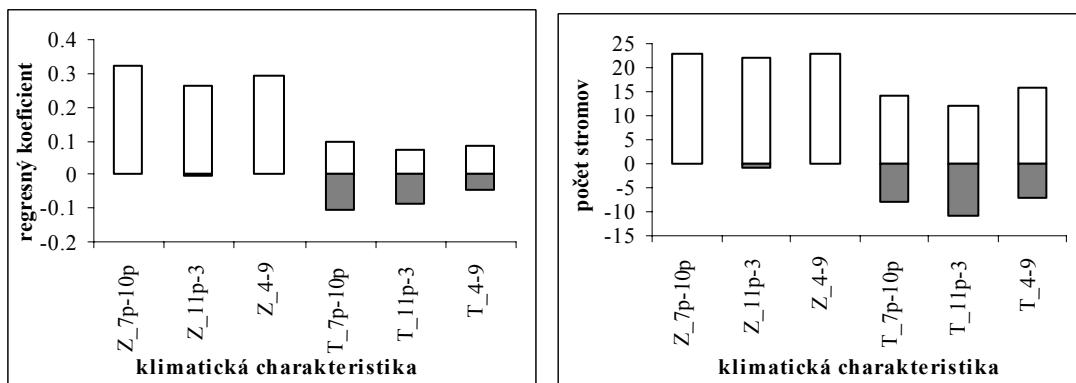 regresný koeficient
0.4
0.3
0.2
0.1
0
-0.1
-0.2
Z_7p-10p
Z_11p-3
Z_4-9
T_7p-10p
T_11p-3
T_4-9
klimatická charakteristika
počet stromov
25
20
15
10
5
0
-5
-10
-15
Z_7p-10p
Z_11p-3
Z_4-9
T_7p-10p
T_11p-3
T_4-9
klimatická charakteristika